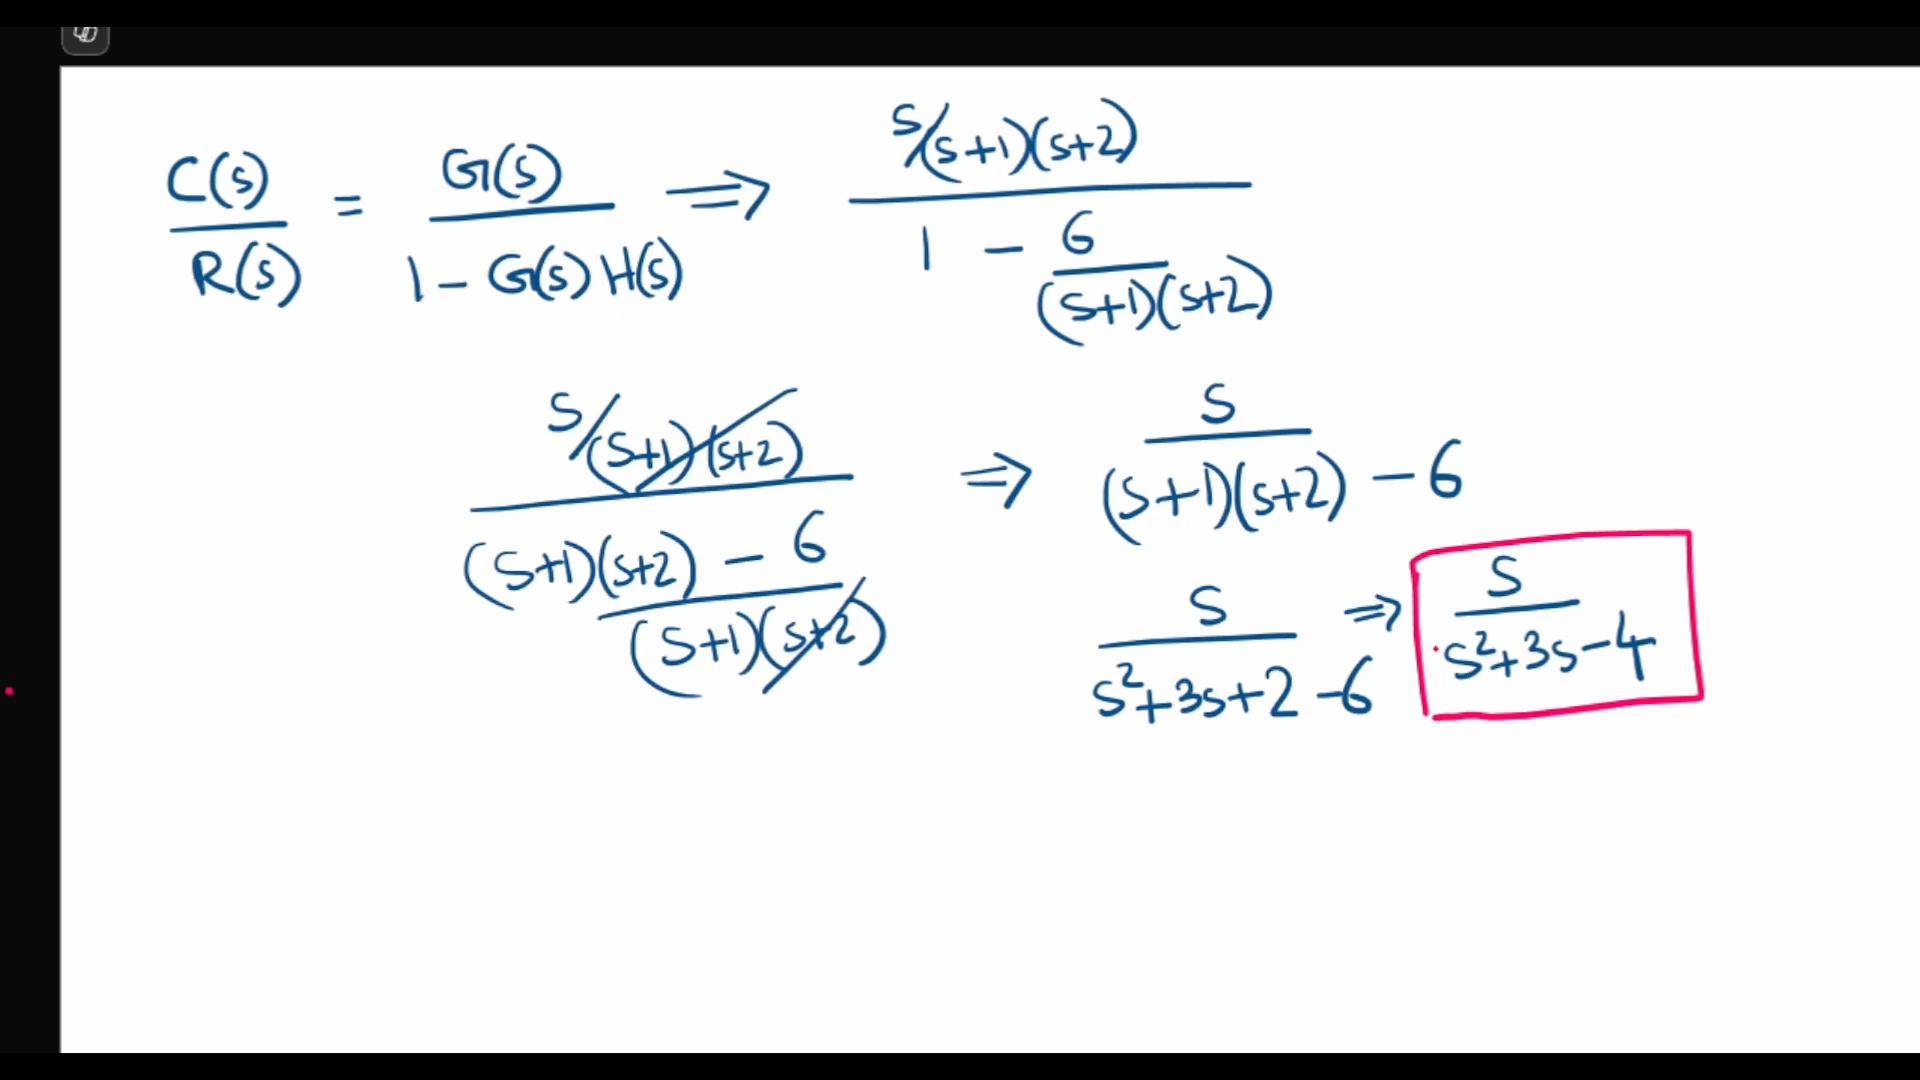 C(s)/R(s) = G(s)/(1 - G(s)H(s)) ⇒ (s/(s+1)(s+2))/(1 - 6/((s+1)(s+2)))
(s/(s+1)(s+2))/(((s+1)(s+2) - 6)/((s+1)(s+2))) ⇒ s/((s+1)(s+2) - 6)
s/(s²+3s+2-6) ⇒ s/(s²+3s-4)